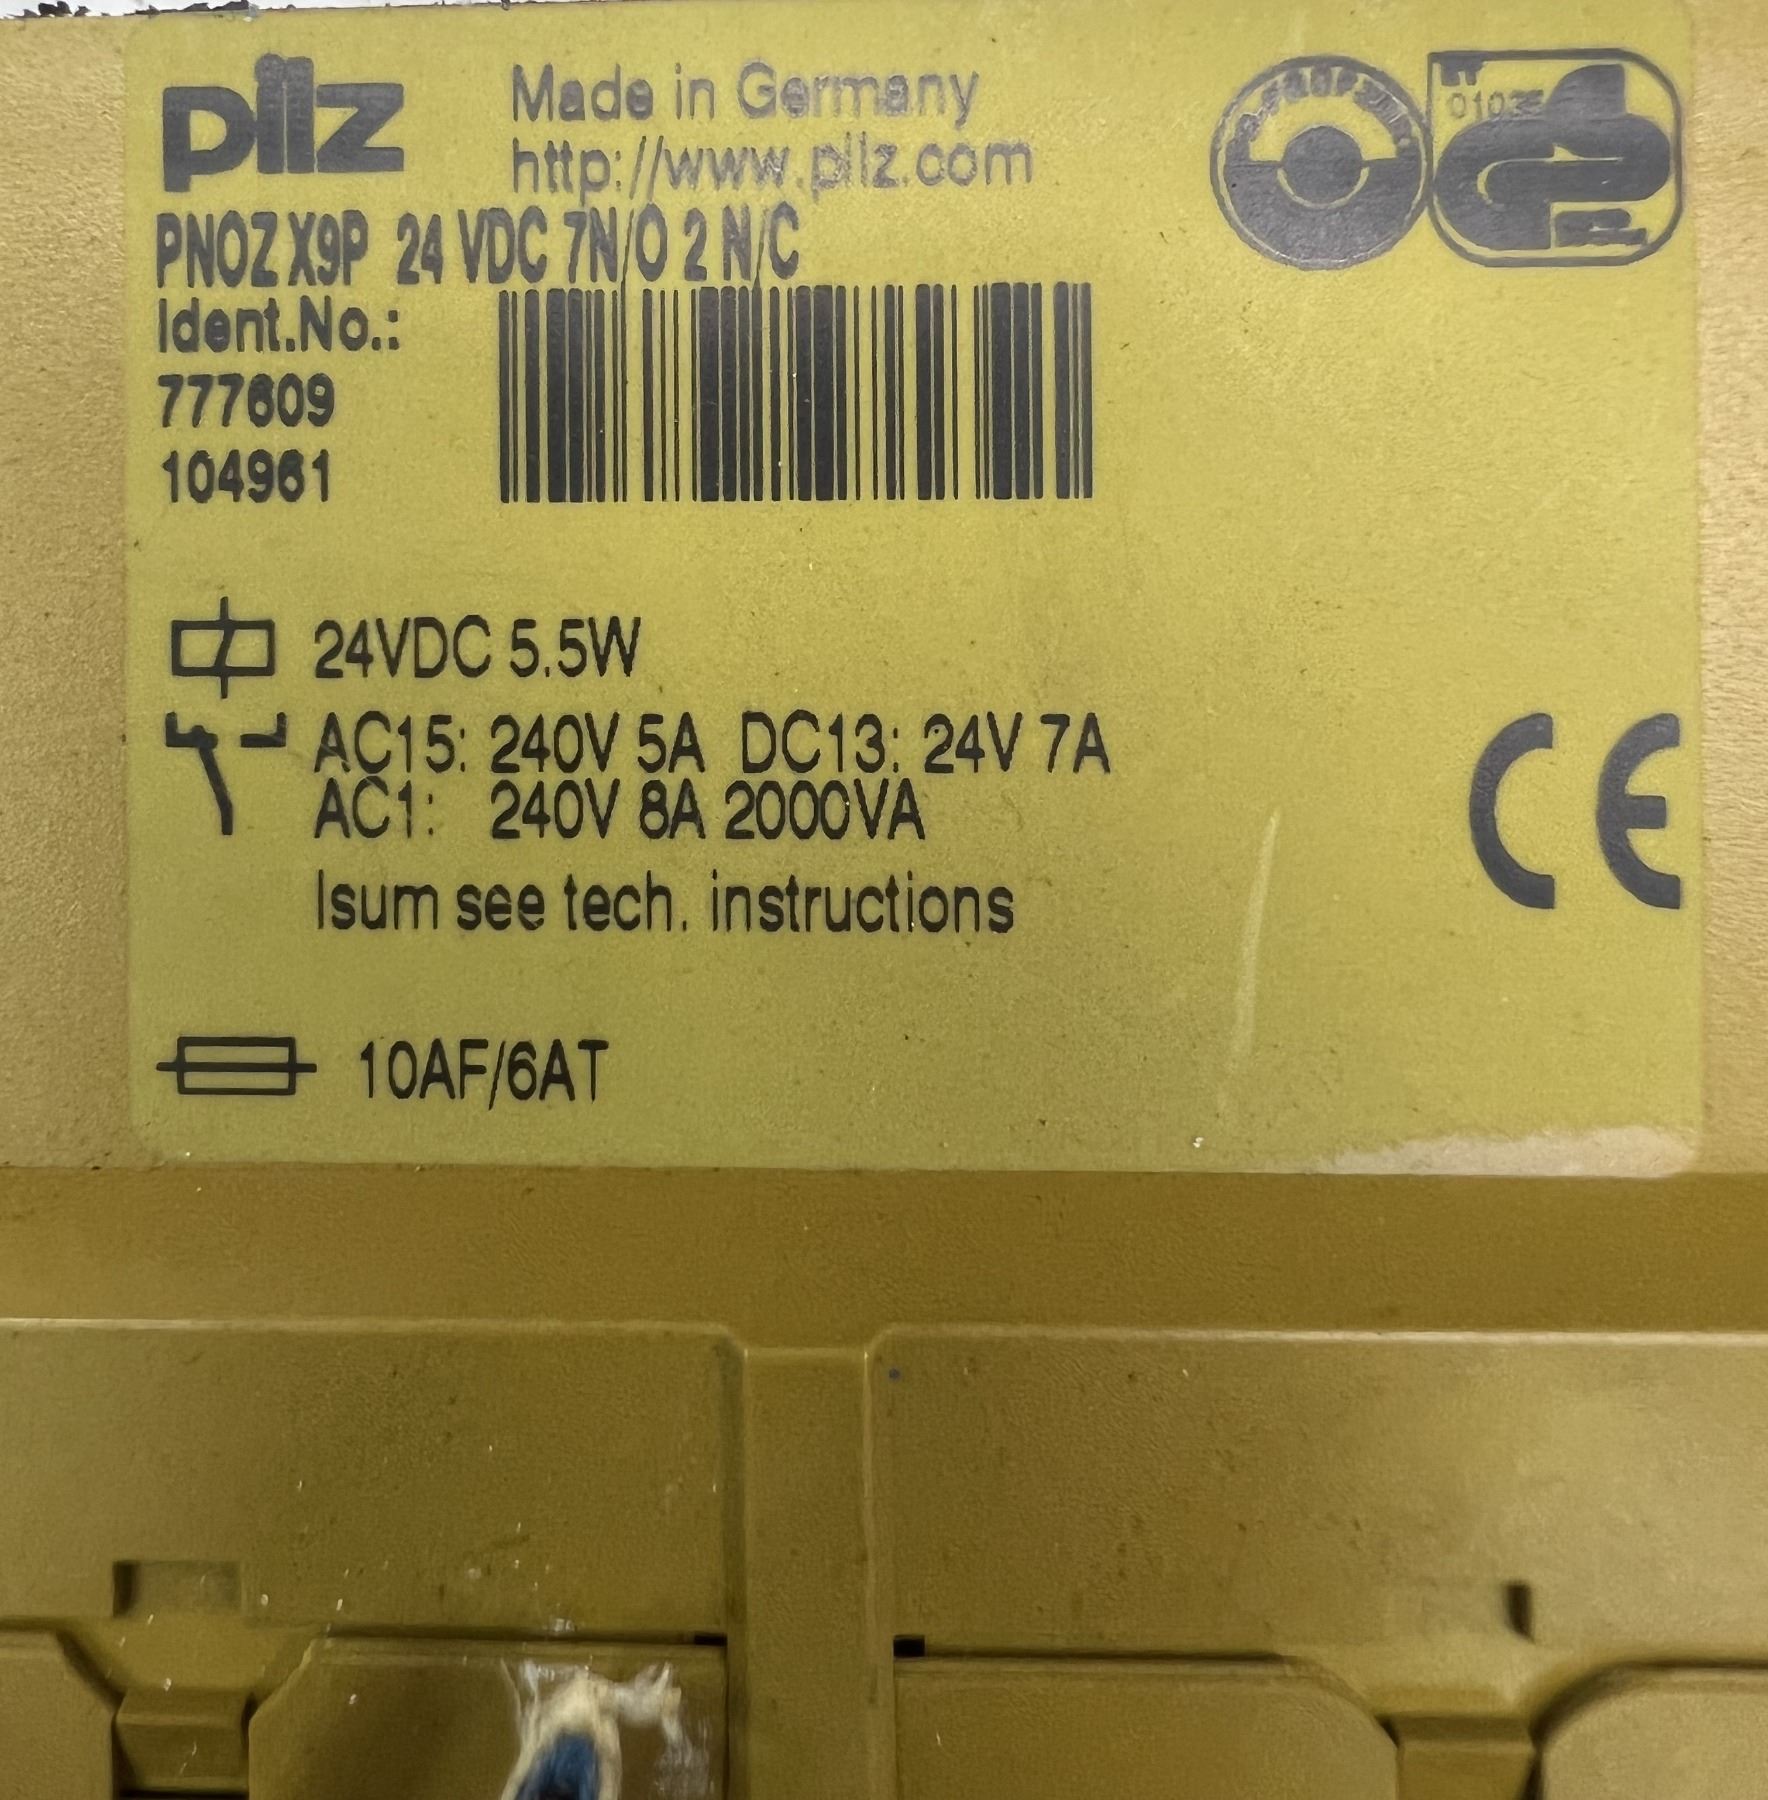 pilz
Made in Germany
http://www.pilz.com
PNOZ X9P 24 VDC 7N/O 2 N/C
Ident.No.:
777609
104961
24VDC 5.5W
AC15: 240V 5A DC13: 24V 7A
AC1: 240V 8A 2000VA
Isum see tech. instructions
CE
10AF/6AT